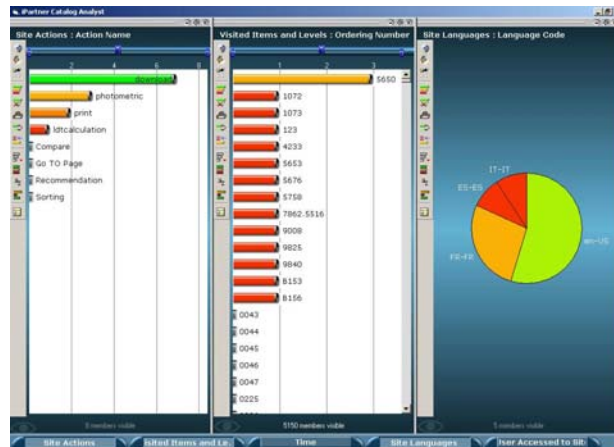 iPartner Catalog Analyst
Site Actions : Action Name
2 4 6 8
download
photometric
print
ldtcalculation
Compare
Go TO Page
Recommendation
Sorting
8 members visible
Visited Items and Levels : Ordering Number
1 2 3
5650
1072
1073
123
4233
5653
5676
5758
7862.5516
9008
9825
9840
B153
B156
0043
0044
0045
0046
0047
0225
5150 members visible
Site Languages : Language Code
IT-IT
ES-ES
en-US
FR-FR
5 members visible
Site Actions
isited Items and Le..
Time
Site Languages
Iser Accessed to Sit